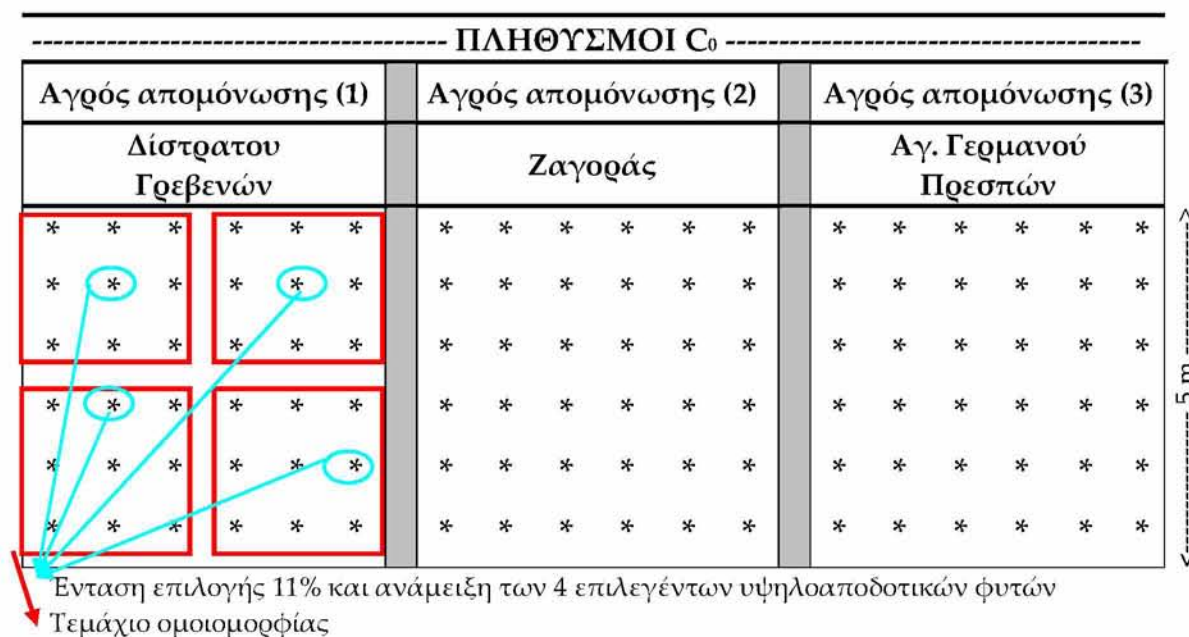 -------------------------------------------- ΠΛΗΘΥΣΜΟΙ C₀ --------------------------------------------
Αγρός απομόνωσης (1) Αγρός απομόνωσης (2) Αγρός απομόνωσης (3)
Δίστρατου Γρεβενών Ζαγοράς Αγ. Γερμανού Πρεσπών
* * * * * * * * * * * * * * * * * *
* * * * * * * * * * * * * * * * * *
* * * * * * * * * * * * * * * * * *
* * * * * * * * * * * * * * * * * *
* * * * * * * * * * * * * * * * * *
* * * * * * * * * * * * * * * * * *
<-------------- 5 m -------------->
Ένταση επιλογής 11% και ανάμειξη των 4 επιλεγέντων υψηλοαποδοτικών φυτών
Τεμάχιο ομοιομορφίας